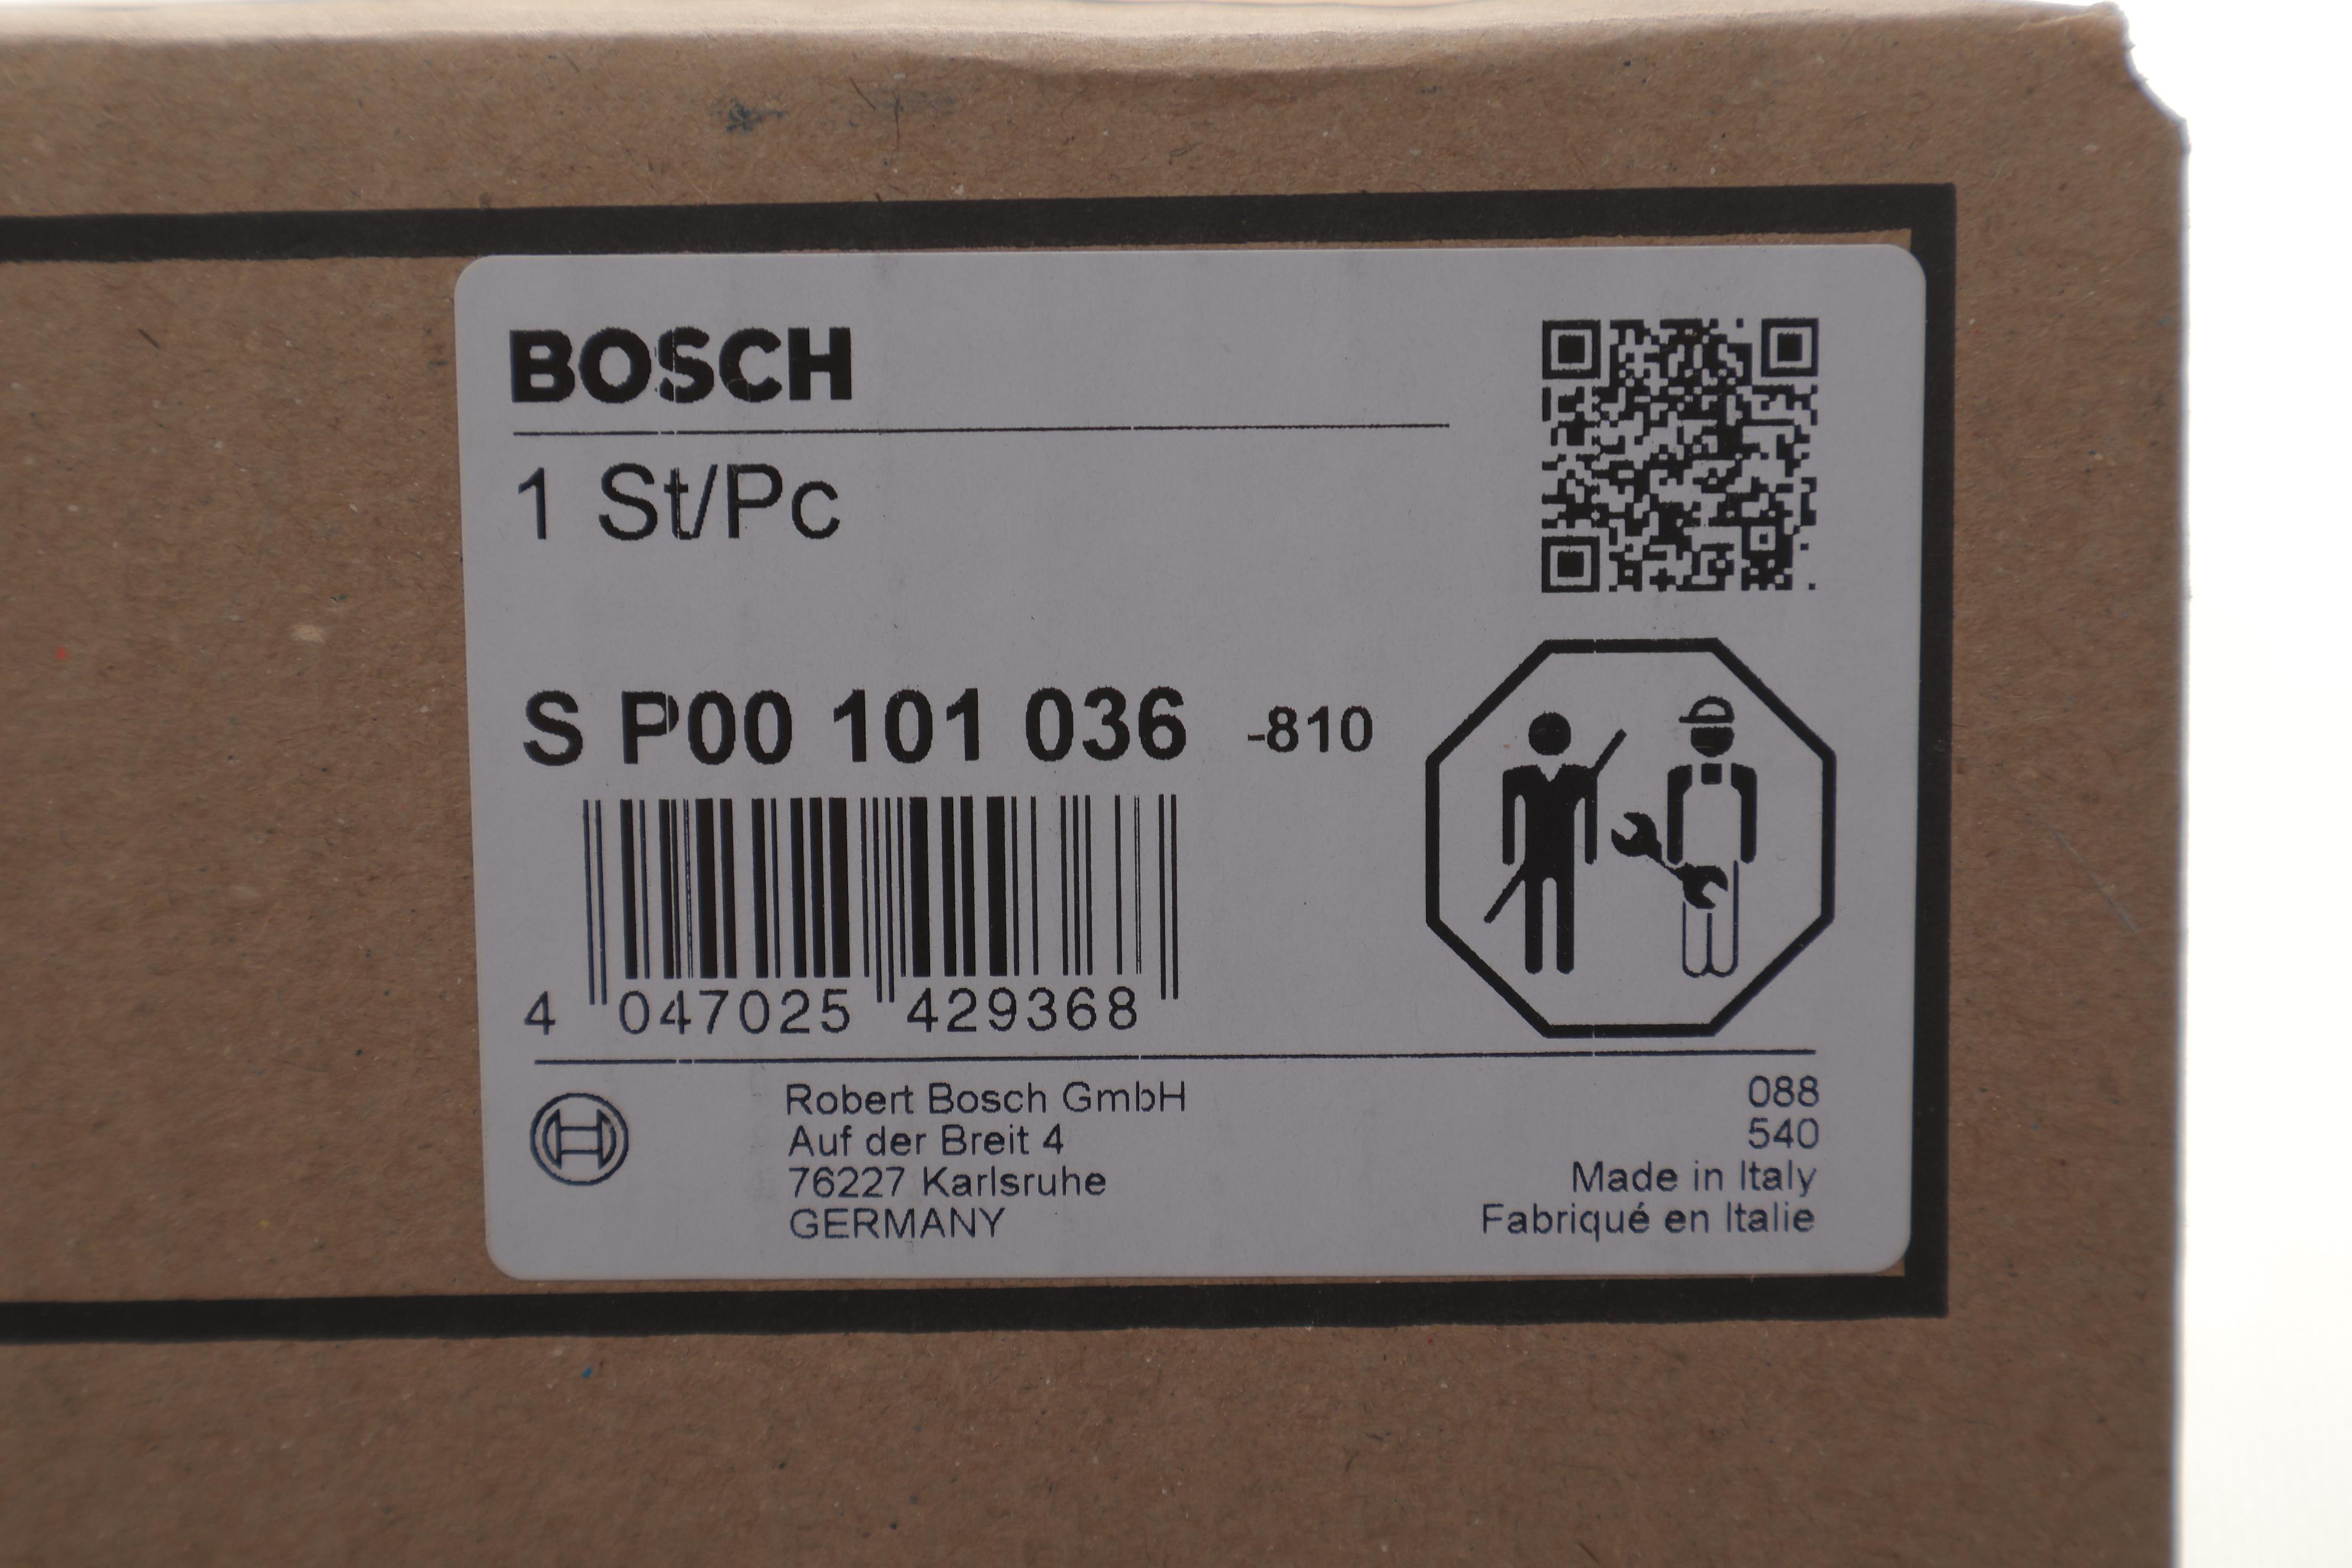 BOSCH
1 St/Pc
S P00 101 036 -810
4 047025 429368
Robert Bosch GmbH
Auf der Breit 4
76227 Karlsruhe
GERMANY
088
540
Made in Italy
Fabriqué en Italie